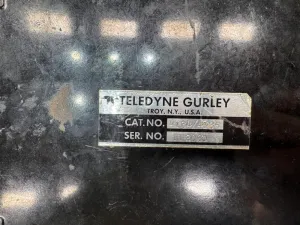 TELEDYNE GURLEY
TROY, N.Y., U.S.A.
CAT. NO.
SER. NO.